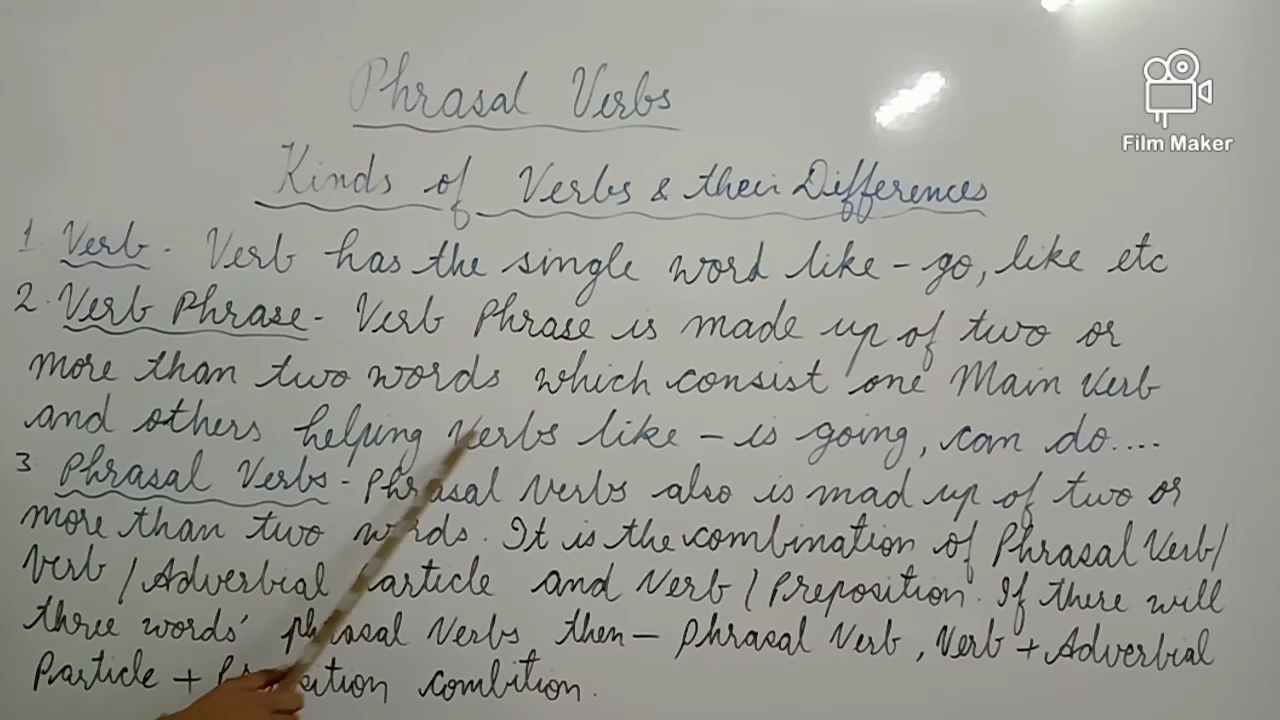 Phrasal Verbs
Film Maker
Kinds of Verbs & their Differences
1. Verb - Verb has the single word like - go, like etc
2. Verb Phrase - Verb Phrase is made up of two or
more than two words which consist one Main Verb
and others helping Verbs like - is going, can do....
3 Phrasal Verbs - Phrasal Verbs also is mad up of two or
more than two words. It is the combination of Phrasal Verb/
Verb / Adverbial Particle and Verb / Preposition. If there will
three words' phrasal Verbs then - Phrasal Verb, Verb + Adverbial
Particle + Preposition combition.